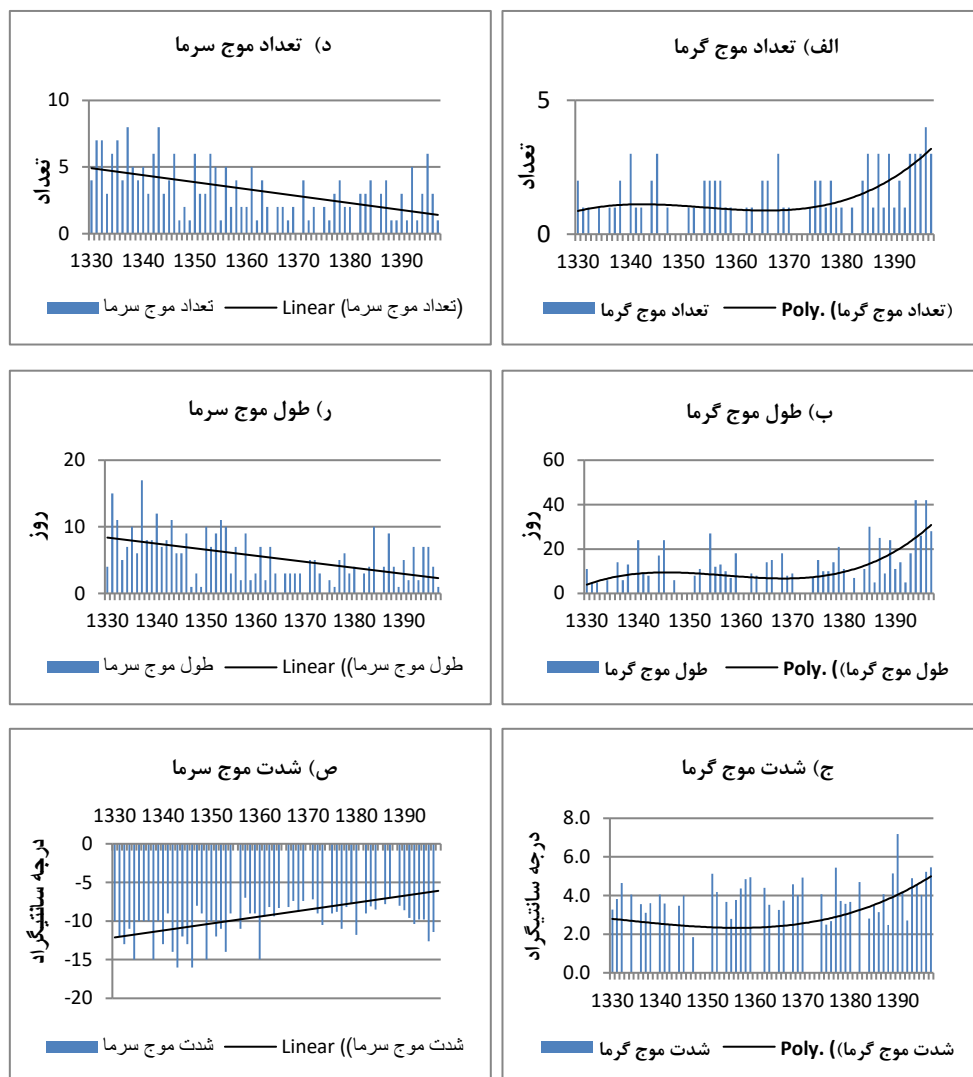 الف) تعداد موج گرما
5
0
تعداد
1330 1340 1350 1360 1370 1380 1390
تعداد موج گرما Poly. (تعداد موج گرما)
د) تعداد موج سرما
10
5
0
تعداد
1330 1340 1350 1360 1370 1380 1390
تعداد موج سرما Linear (تعداد موج سرما)
ب) طول موج گرما
60
40
20
0
روز
1330 1340 1350 1360 1370 1380 1390
طول موج گرما Poly. ((طول موج گرما
ر) طول موج سرما
20
10
0
روز
1330 1340 1350 1360 1370 1380 1390
طول موج سرما Linear ((طول موج سرما
ج) شدت موج گرما
8.0
6.0
4.0
2.0
0.0
درجه سانتیگراد
1330 1340 1350 1360 1370 1380 1390
شدت موج گرما Poly. ((شدت موج گرما
ص) شدت موج سرما
1330 1340 1350 1360 1370 1380 1390
0
-5
-10
-15
-20
درجه سانتیگراد
شدت موج سرما Linear ((شدت موج سرما